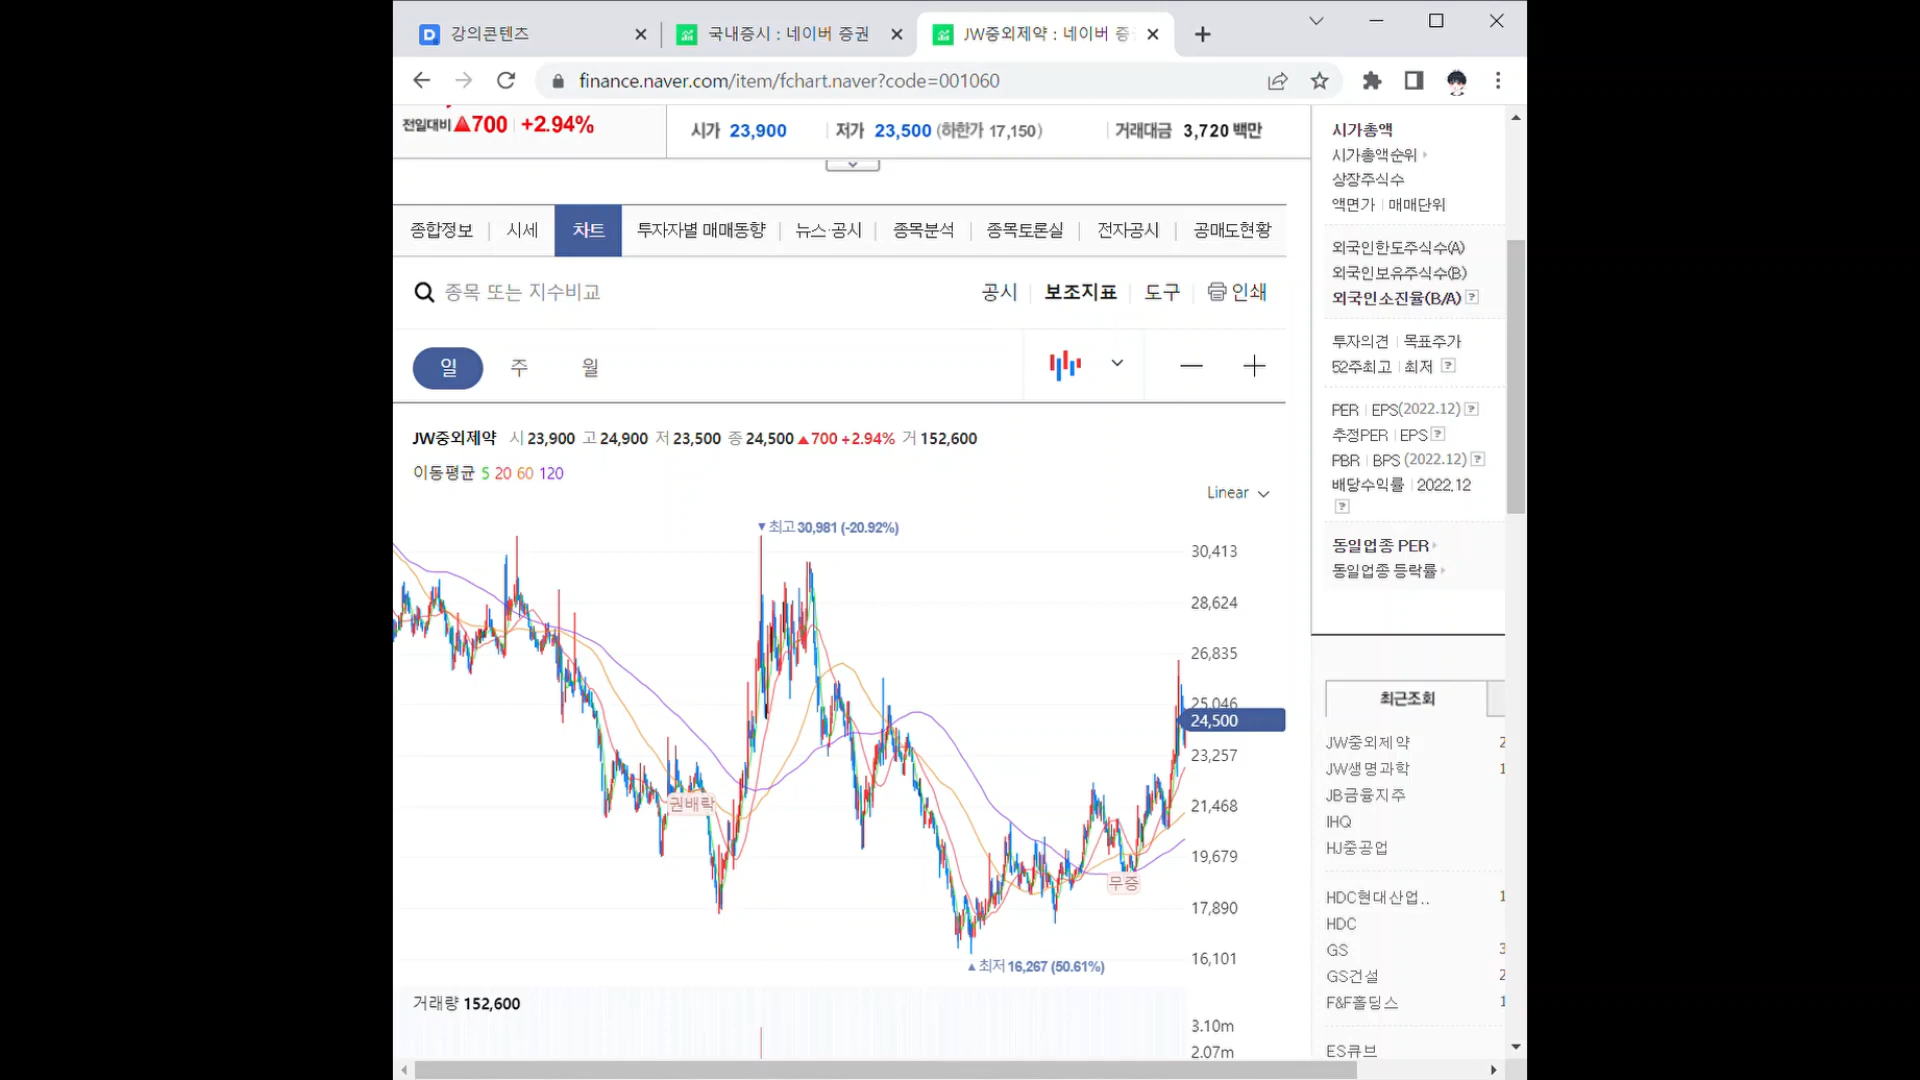 강의콘텐츠
국내증시 : 네이버 증권
JW중외제약 : 네이버 증
finance.naver.com/item/fchart.naver?code=001060
전일대비 ▲700 +2.94%
시가 23,900 저가 23,500 (하한가 17,150) 거래대금 3,720 백만
종합정보 시세 차트 투자자별 매매동향 뉴스·공시 종목분석 종목토론실 전자공시 공매도현황
종목 또는 지수비교
공시 보조지표 도구 인쇄
일 주 월
JW중외제약 시 23,900 고 24,900 저 23,500 종 24,500 ▲700 +2.94% 거 152,600
이동평균 5 20 60 120
Linear
▼최고 30,981 (-20.92%)
30,413
28,624
26,835
25,046
24,500
23,257
21,468
19,679
17,890
16,101
권배락
무증
▲최저 16,267 (50.61%)
거래량 152,600
3.10m
2.07m
시가총액
시가총액순위
상장주식수
액면가 | 매매단위
외국인한도주식수(A)
외국인보유주식수(B)
외국인소진율(B/A) ?
투자의견 | 목표주가
52주최고 | 최저 ?
PER | EPS(2022.12) ?
추정PER | EPS ?
PBR | BPS (2022.12) ?
배당수익률 | 2022.12
?
동일업종 PER
동일업종 등락률
최근조회
JW중외제약 2
JW생명과학 1
JB금융지주
IHQ
HJ중공업
HDC현대산업.. 1
HDC
GS 3
GS건설 2
F&F홀딩스 1
ES큐브